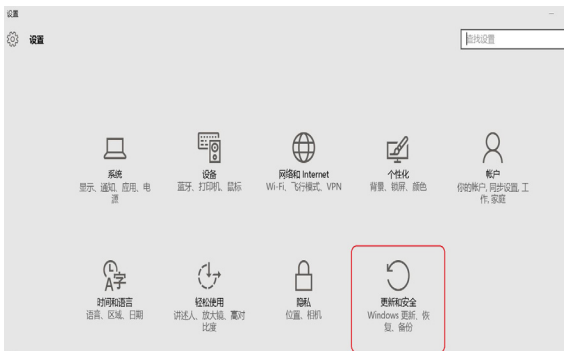 设置
设置
查找设置
系统
显示、通知、应用、电
源
设备
蓝牙、打印机、鼠标
网络和 Internet
Wi-Fi、飞行模式、VPN
个性化
背景、锁屏、颜色
帐户
你的帐户, 同步设置, 工
作, 家庭
时间和语言
语言、区域、日期
轻松使用
讲述人、放大镜、高对
比度
隐私
位置、相机
更新和安全
Windows 更新、恢
复、备份